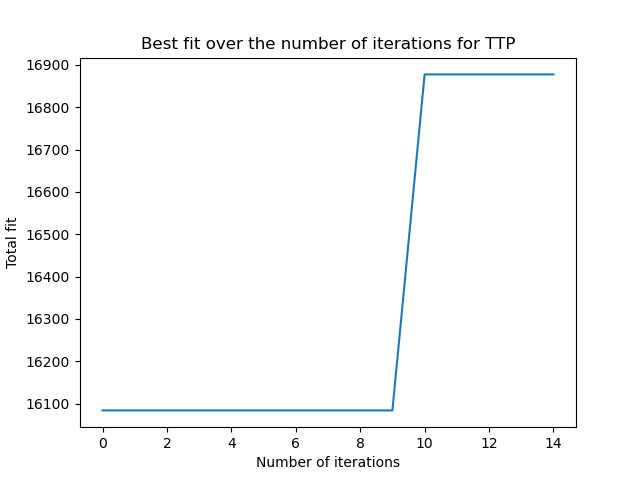 Best fit over the number of iterations for TTP
16900
16800
16700
16600
16500
16400
16300
16200
16100
Total fit
0 2 4 6 8 10 12 14
Number of iterations